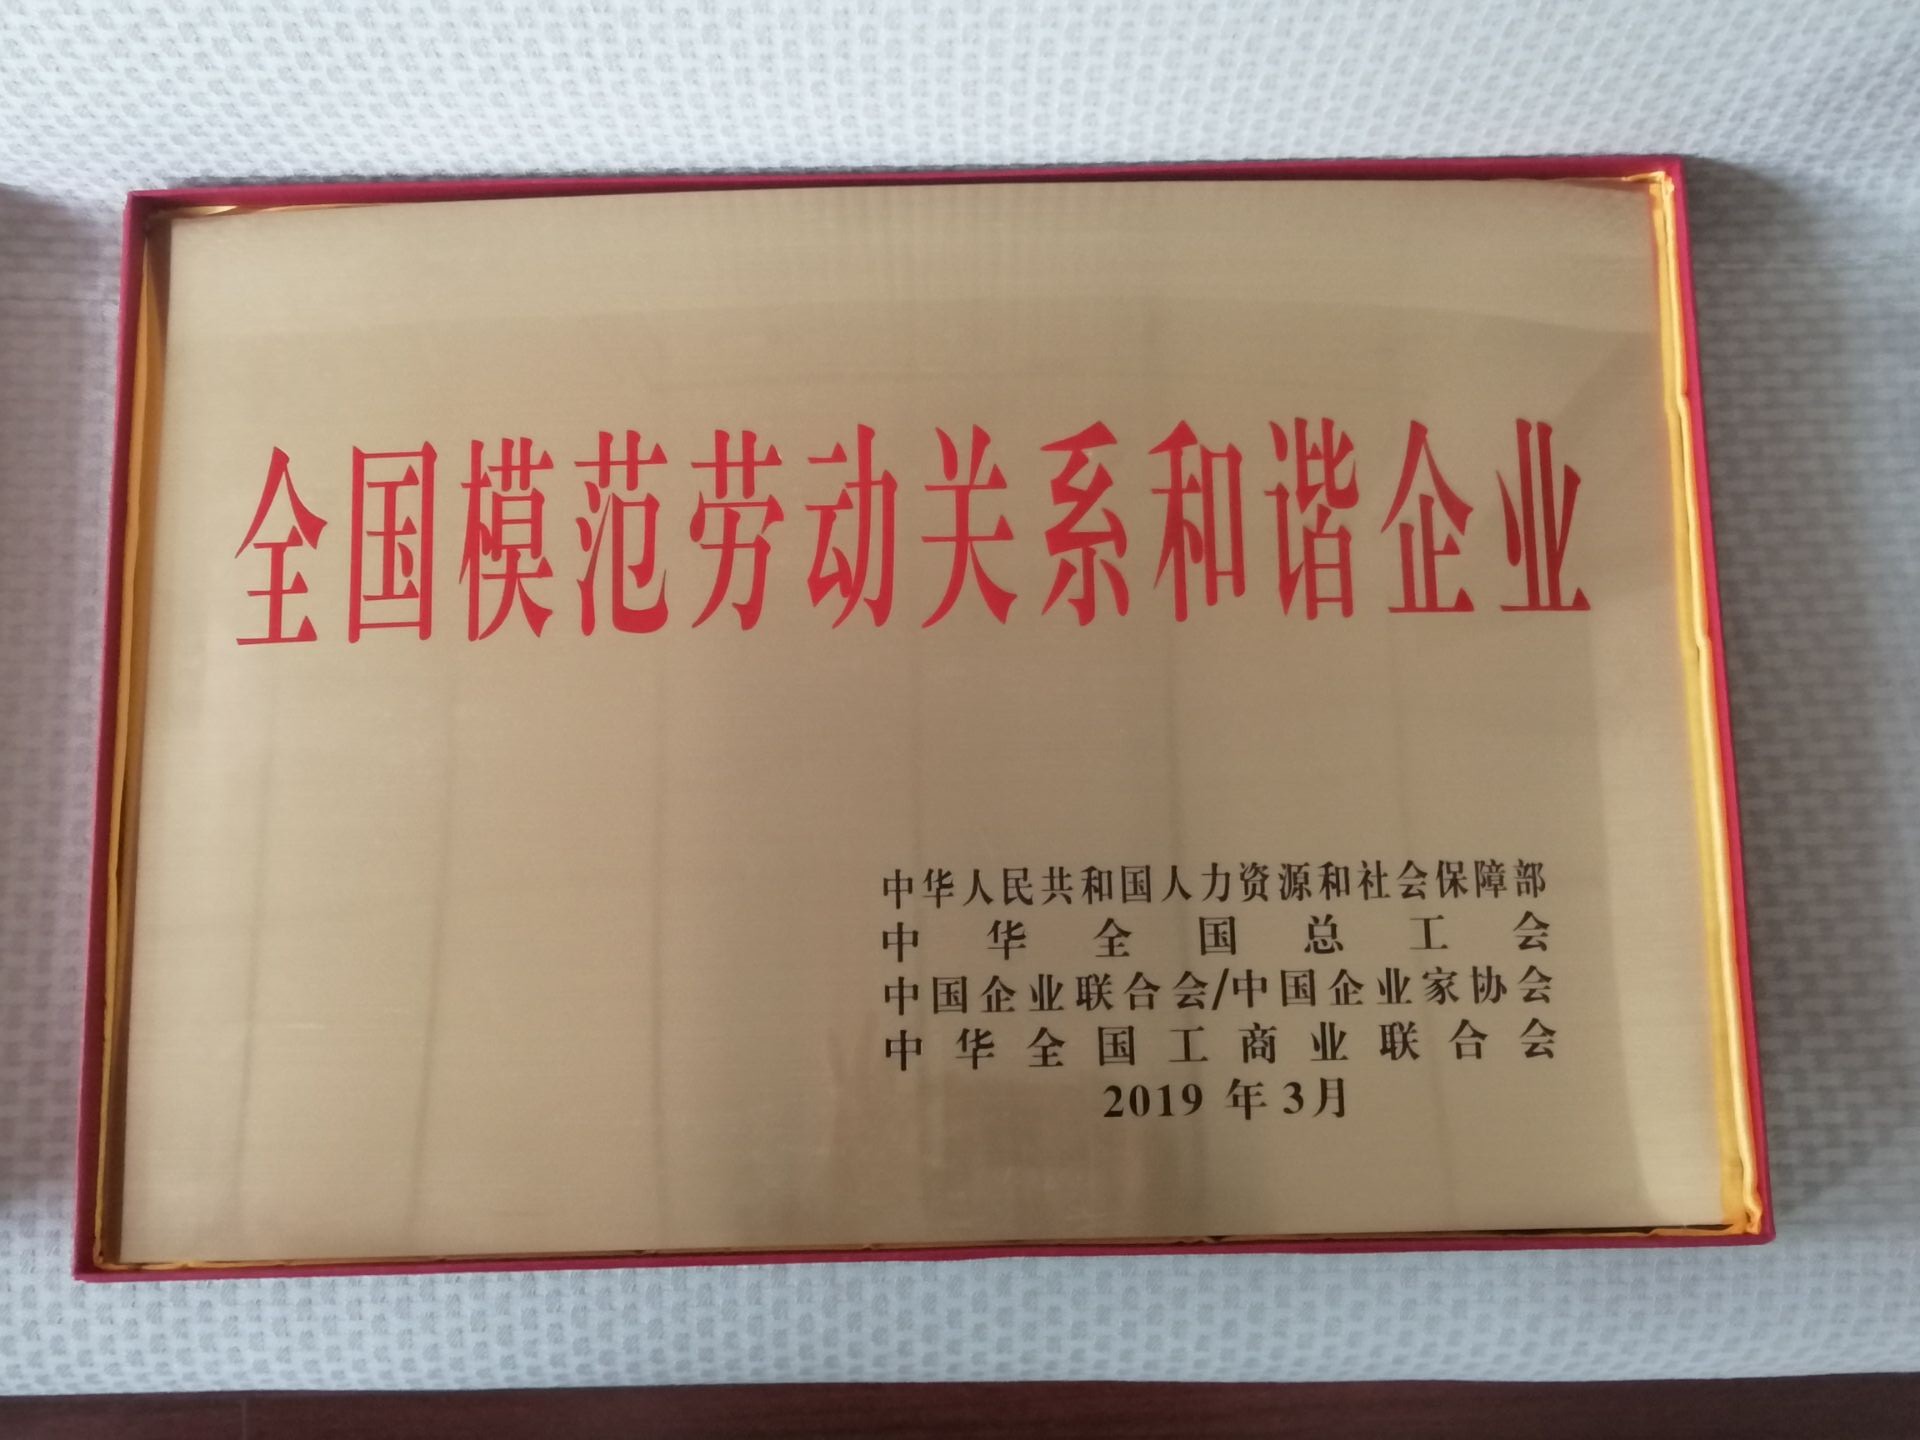 全国模范劳动关系和谐企业
中华人民共和国人力资源和社会保障部
中华全国总工会
中国企业联合会/中国企业家协会
中华全国工商业联合会
2019 年 3月